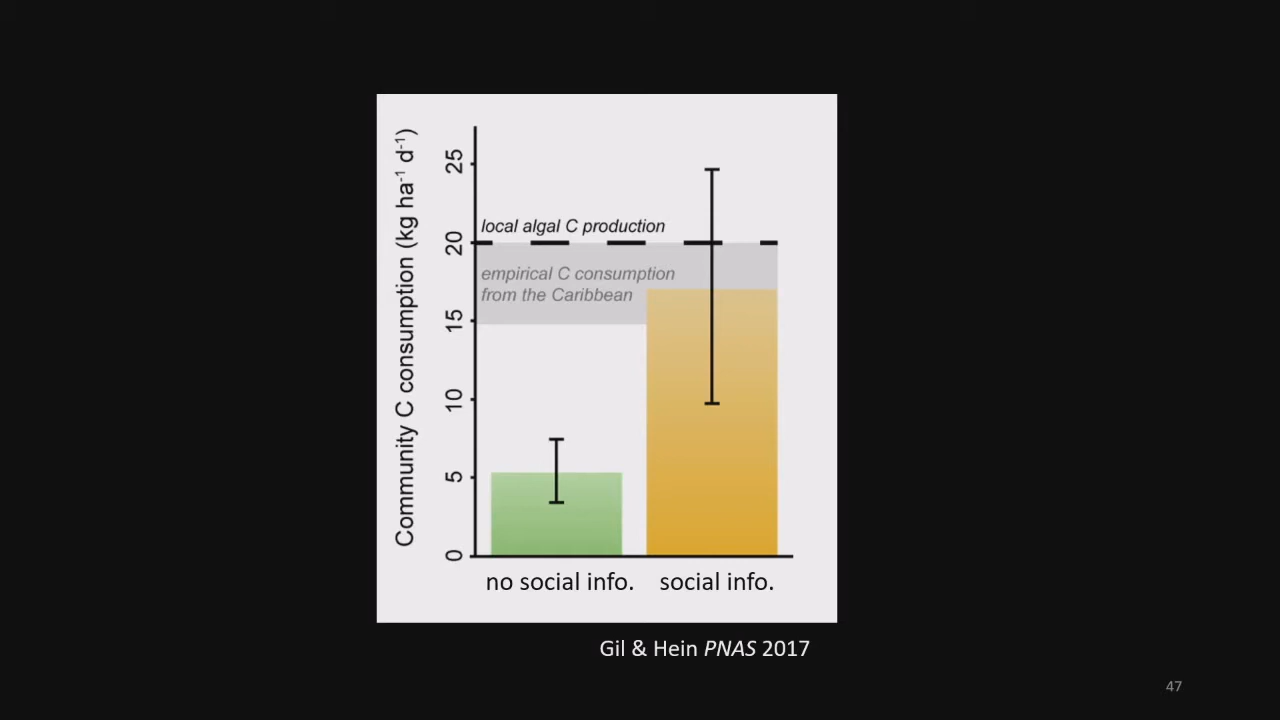 Community C consumption (kg ha⁻¹ d⁻¹)
25
20
15
10
5
0
local algal C production
empirical C consumption
from the Caribbean
no social info.
social info.
Gil & Hein PNAS 2017
47